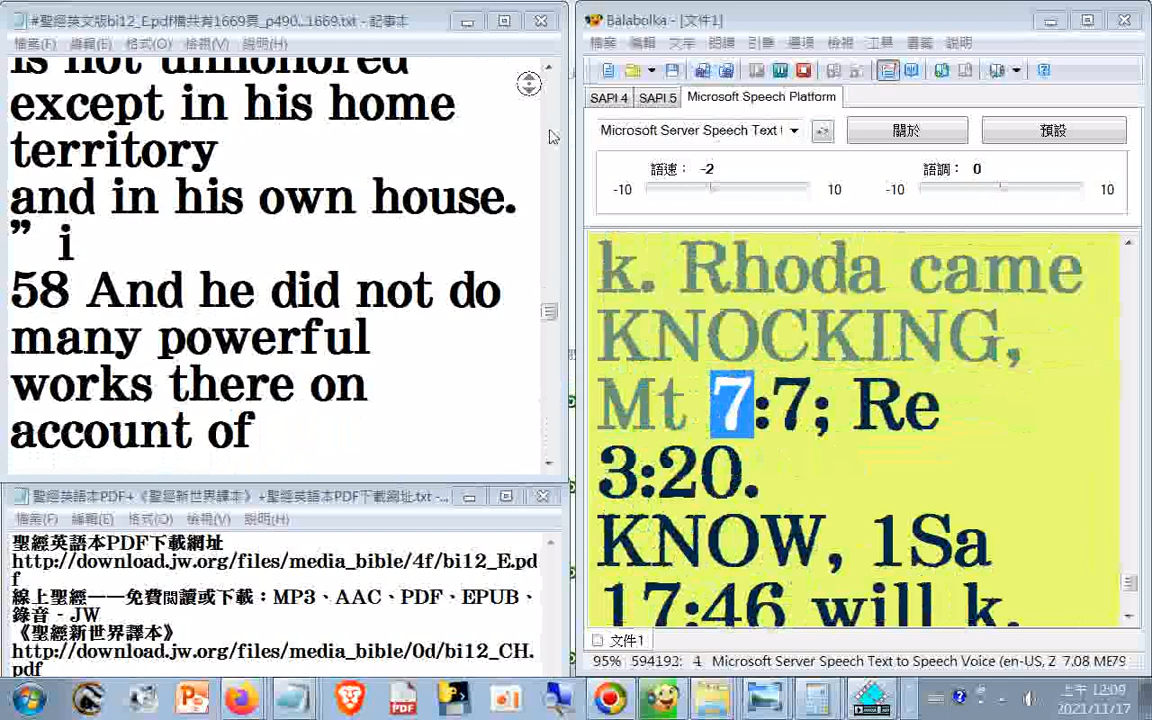 #聖經英文版bi12_E.pdf檔共有1669頁_p490...1669.txt - 記事本
檔案(F) 編輯(E) 格式(O) 檢視(V) 說明(H)
is not unhonored
except in his home
territory
and in his own house.
” i
58 And he did not do
many powerful
works there on
account of
聖經英語本PDF+《聖經新世界譯本》+聖經英語本PDF下載網址.txt - ...
檔案(F) 編輯(E) 格式(O) 檢視(V) 說明(H)
聖經英語本PDF下載網址
http://download.jw.org/files/media_bible/4f/bi12_E.pd
f
線上聖經——免費閱讀或下載：MP3、AAC、PDF、EPUB、
錄音 - JW
《聖經新世界譯本》
http://download.jw.org/files/media_bible/0d/bi12_CH.
pdf
Balabolka - [文件1]
檔案 編輯 文字 朗讀 引擎 選項 檢視 工具 書籤 說明
SAPI 4 SAPI 5 Microsoft Speech Platform
Microsoft Server Speech Text 關於 預設
語速： -2 語調： 0
-10 10 -10 10
k. Rhoda came
KNOCKING,
Mt 7:7; Re
3:20.
KNOW, 1Sa
17:46 will k.
文件1
95% 594192: 4 Microsoft Server Speech Text to Speech Voice (en-US, Z 7.08 ME79
上午 12:09
2021/11/17